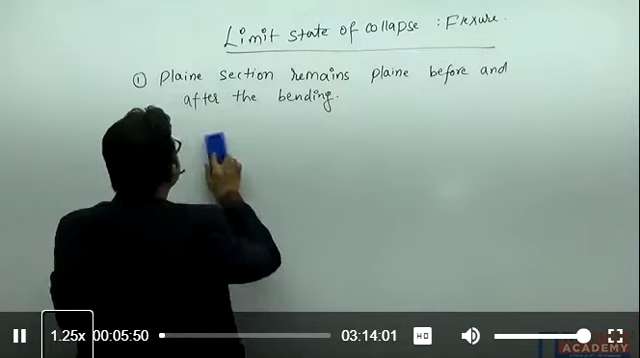 Limit state of collapse : Flexure.
① Plaine section remains plaine before and
after the bending.
1.25x 00:05:50 03:14:01 HD
ACADEMY